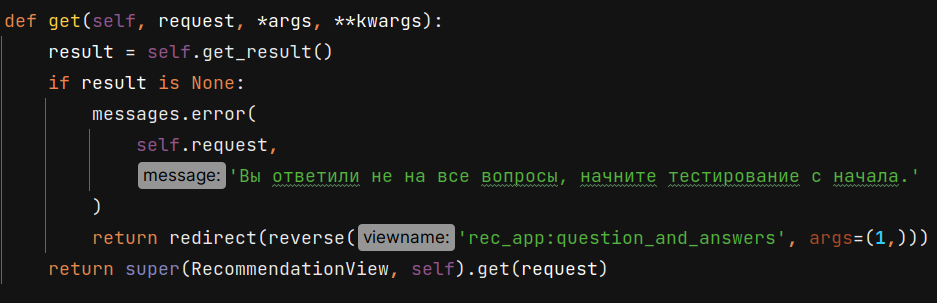 def get(self, request, *args, **kwargs):
    result = self.get_result()
    if result is None:
        messages.error(
            self.request,
            message: 'Вы ответили не на все вопросы, начните тестирование с начала.'
        )
        return redirect(reverse( viewname: 'rec_app:question_and_answers', args=(1,)))
    return super(RecommendationView, self).get(request)